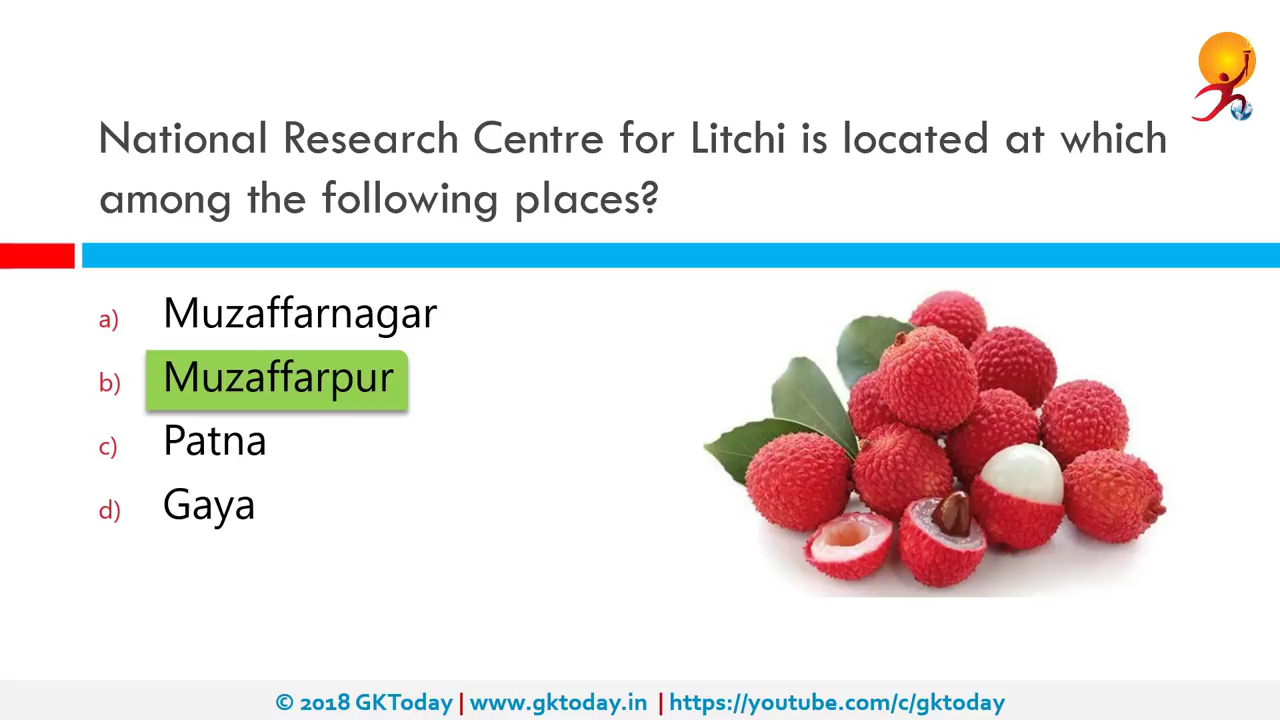 National Research Centre for Litchi is located at which
among the following places?
a) Muzaffarnagar
b) Muzaffarpur
c) Patna
d) Gaya
© 2018 GKToday | www.gktoday.in | https://youtube.com/c/gktoday